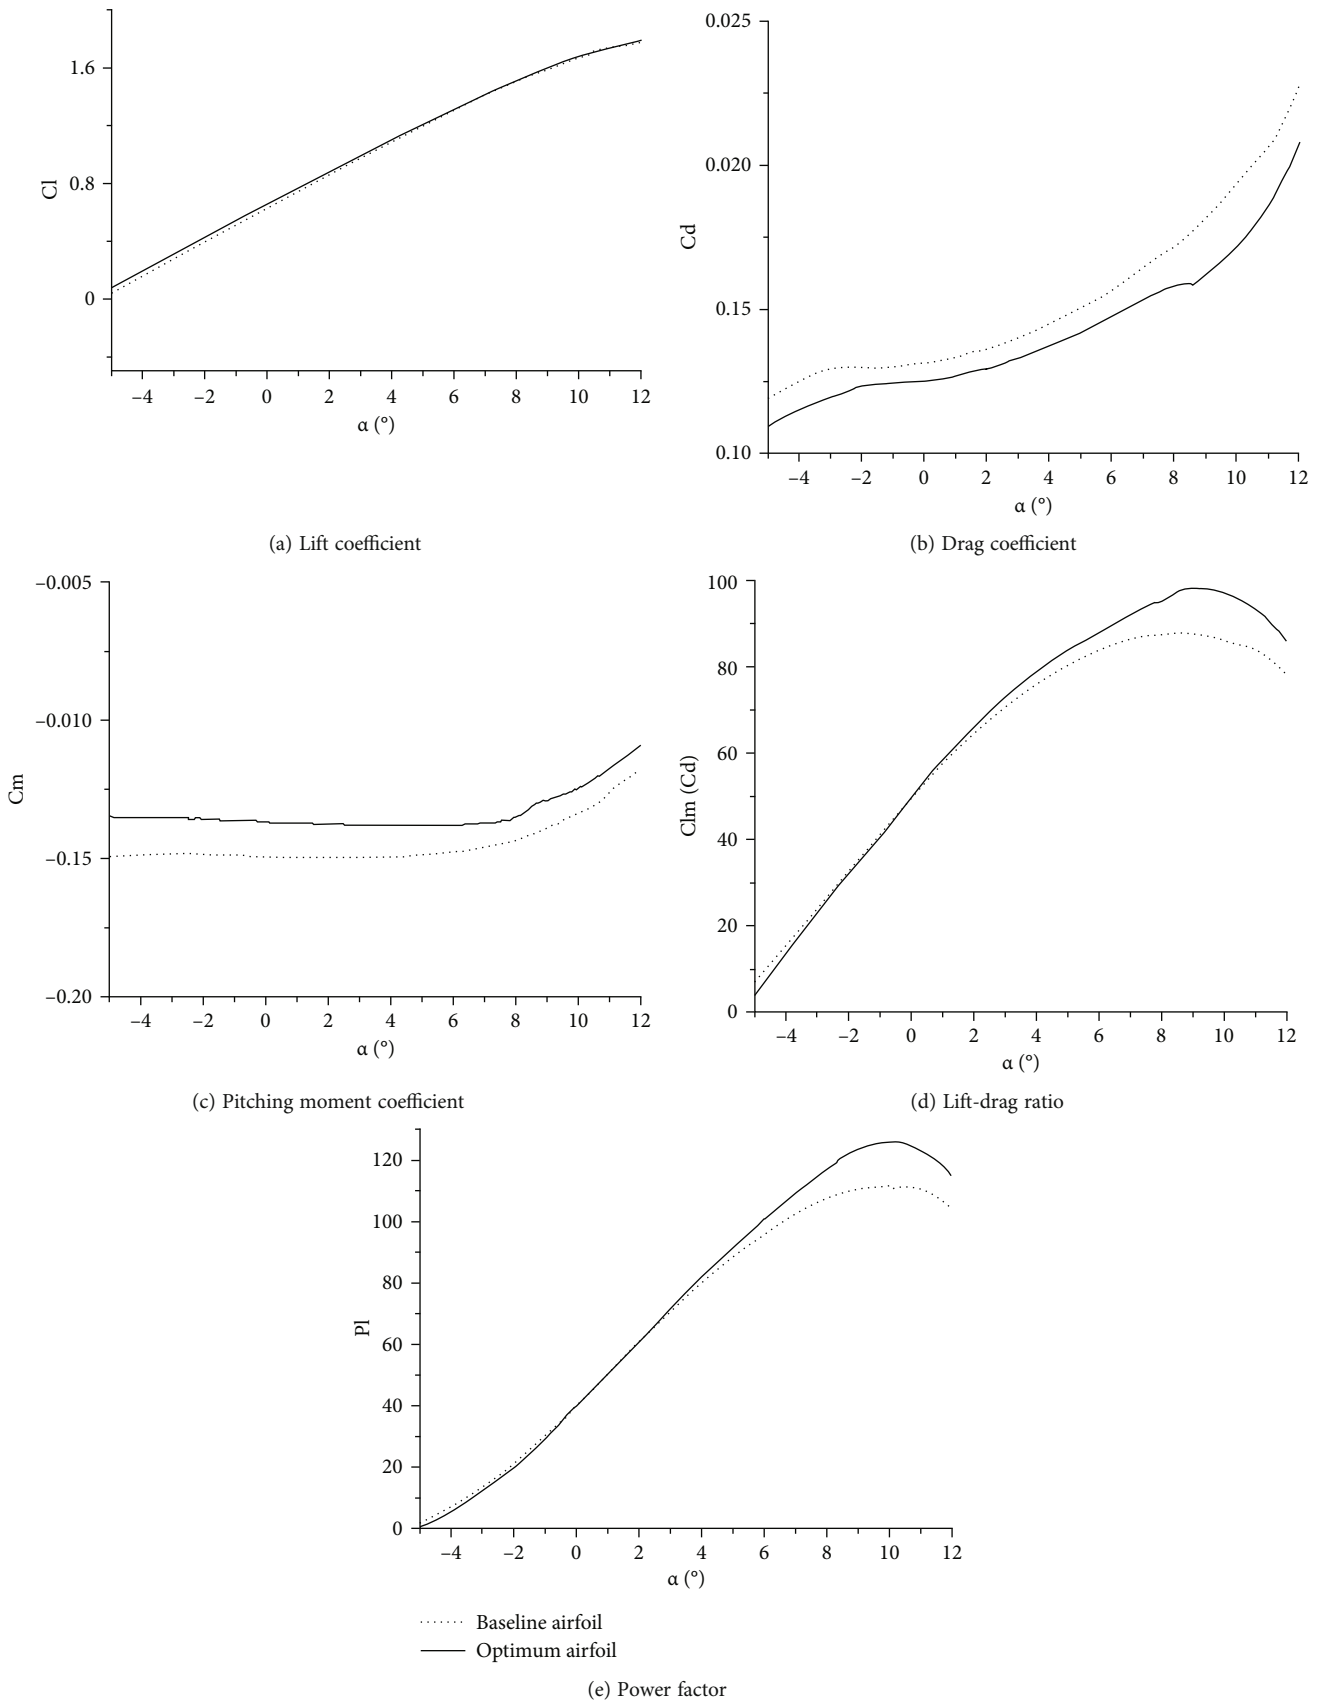 1.6
0.8
0
Cl
−4 −2 0 2 4 6 8 10 12
α (°)
(a) Lift coefficient
0.025
0.020
0.15
0.10
Cd
−4 −2 0 2 4 6 8 10 12
α (°)
(b) Drag coefficient
−0.005
−0.010
−0.15
−0.20
Cm
−4 −2 0 2 4 6 8 10 12
α (°)
(c) Pitching moment coefficient
100
80
60
40
20
0
Clm (Cd)
−4 −2 0 2 4 6 8 10 12
α (°)
(d) Lift-drag ratio
120
100
80
60
40
20
0
Pl
−4 −2 0 2 4 6 8 10 12
α (°)
Baseline airfoil
Optimum airfoil
(e) Power factor